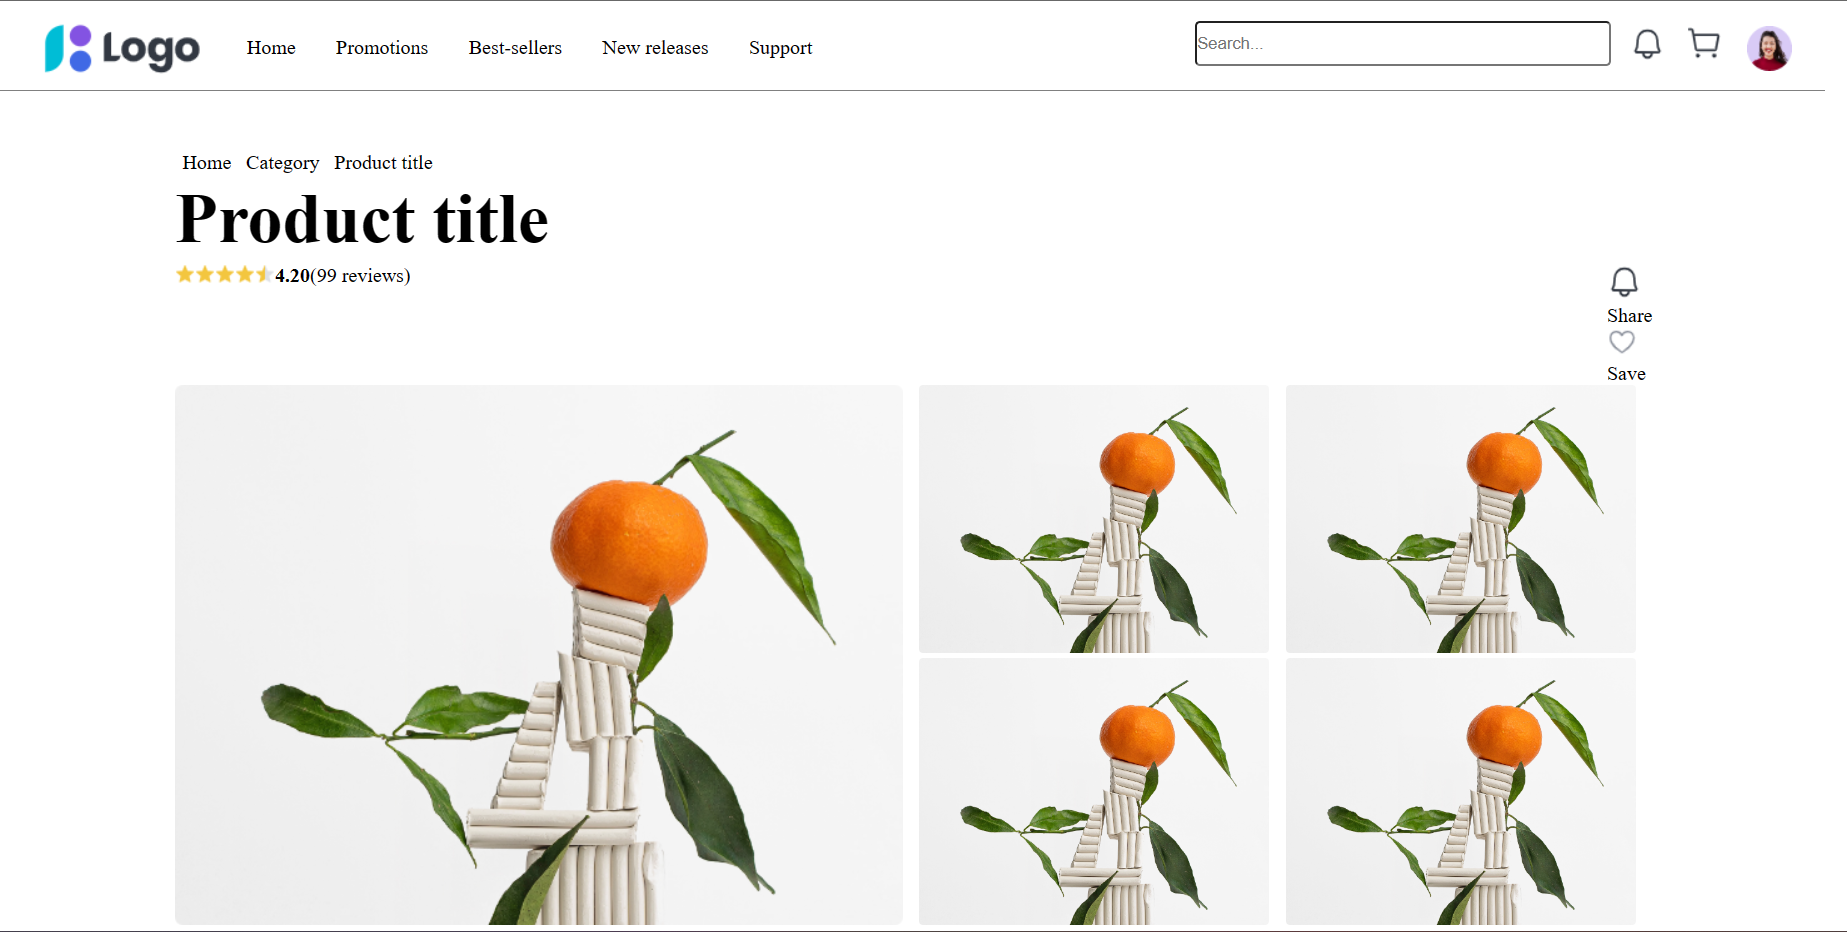 Logo Home Promotions Best-sellers New releases Support Search...
Home Category Product title
Product title
4.20(99 reviews)
Share
Save